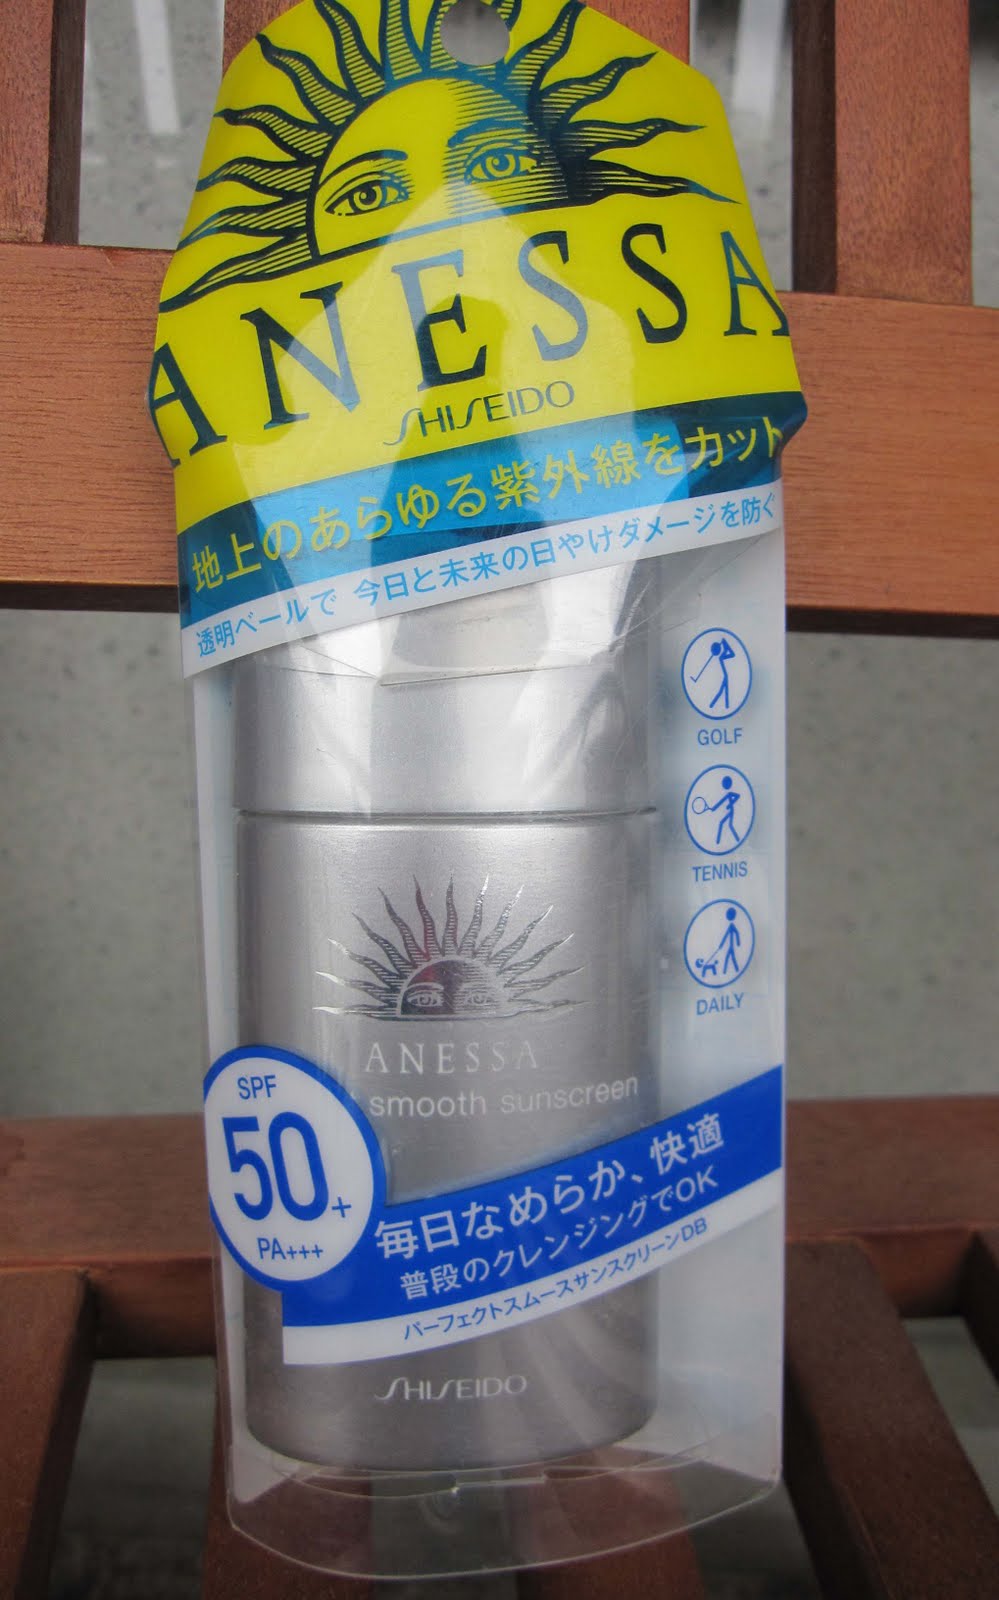 ANESSA
SHISEIDO
地上のあらゆる紫外線をカット
透明ベールで 今日と未来の日やけダメージを防ぐ
GOLF
TENNIS
DAILY
ANESSA
smooth sunscreen
SPF
50+
PA+++
毎日なめらか、快適
普段のクレンジングでOK
パーフェクトスムースサンスクリーンDB
SHISEIDO